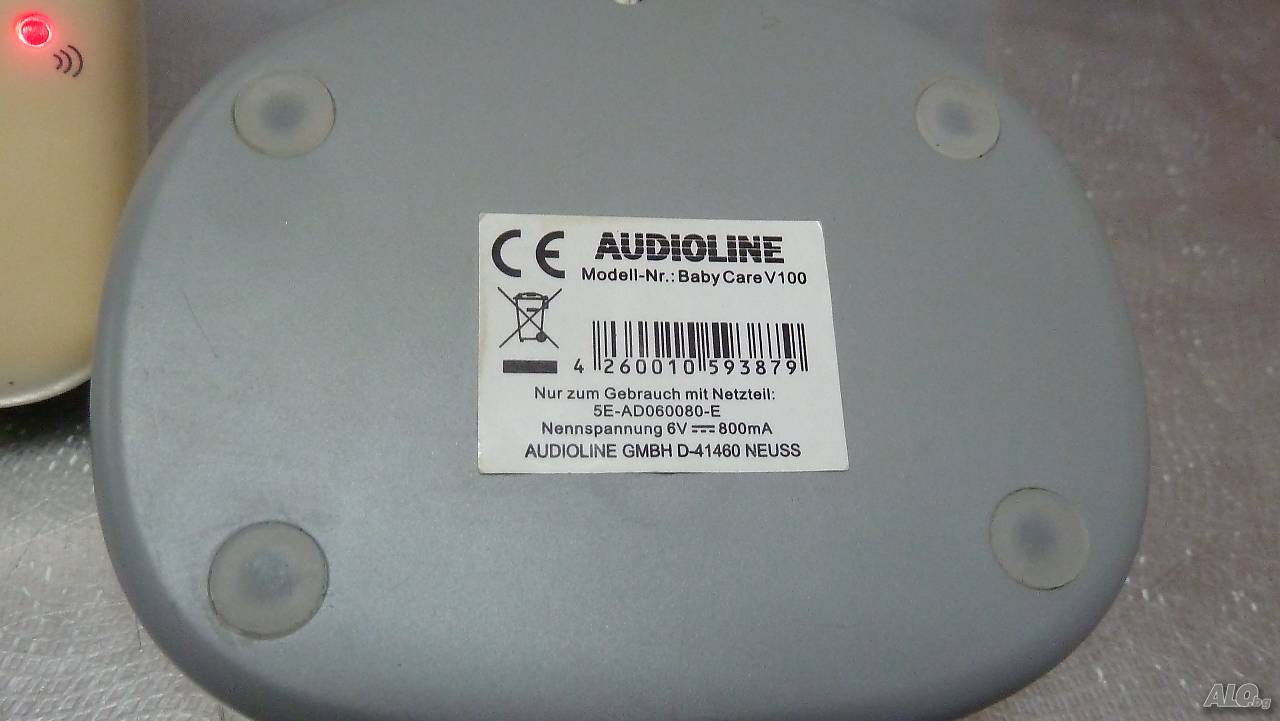 CE AUDIOLINE
Modell-Nr.: Baby Care V100
4 260010 593879
Nur zum Gebrauch mit Netzteil:
5E-AD060080-E
Nennspannung 6V ⎓ 800mA
AUDIOLINE GMBH D-41460 NEUSS
ALO.bg